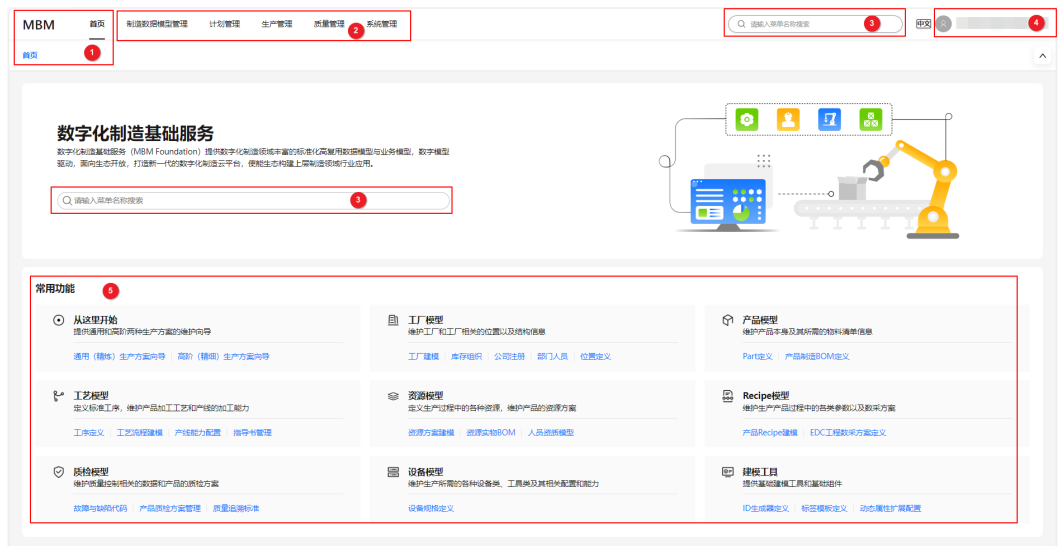 MBM 首页 制造数据模型管理 计划管理 生产管理 质量管理 系统管理 请输入菜单名称搜索 中文
2 3 4
首页 1
数字化制造基础服务
数字化制造基础服务（MBM Foundation）提供数字化制造领域丰富的标准化高复用数据模型与业务模型，数字模型
驱动，面向生态开放，打造新一代的数字化制造云平台，使能生态构建上层制造领域行业应用。
请输入菜单名称搜索 3
常用功能 5
从这里开始
提供通用和高阶两种生产方案的维护向导
通用（精炼）生产方案向导 高阶（精细）生产方案向导
工厂模型
维护工厂和工厂相关的位置以及结构信息
工厂建模 库存组织 公司注册 部门人员 位置定义
产品模型
维护产品本身及其所需的物料清单信息
Part定义 产品制造BOM定义
工艺模型
定义标准工序，维护产品加工工艺和产线的加工能力
工序定义 工艺流程建模 产线能力配置 指导书管理
资源模型
定义生产过程中的各种资源，维护产品的资源方案
资源方案建模 资源实物BOM 人员资质模型
Recipe模型
维护生产产品过程中的各类参数以及数采方案
产品Recipe建模 EDC工程数采方案定义
质检模型
维护质量控制相关的数据和产品的质检方案
故障与缺陷代码 产品质检方案管理 质量追溯标准
设备模型
维护生产所需的各种设备类、工具类及其相关配置和能力
设备规格定义
建模工具
提供基础建模工具和基础组件
ID生成器定义 标签模板定义 动态属性扩展配置